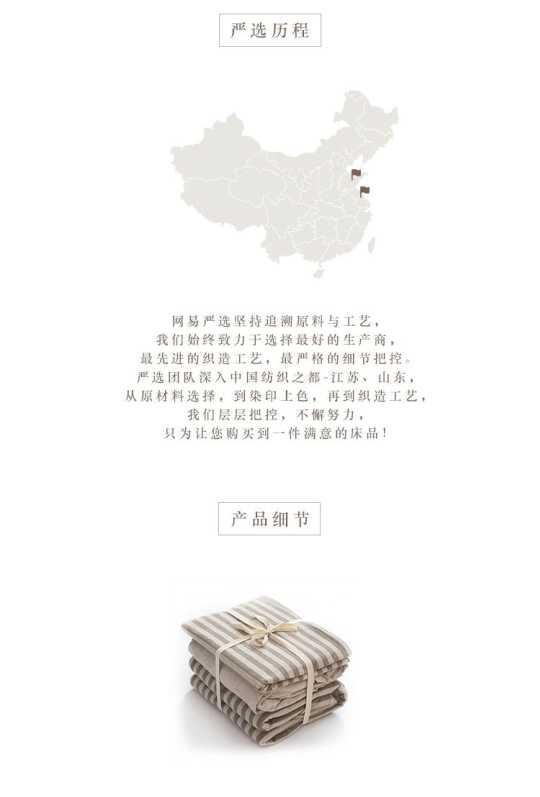 严选历程
网易严选坚持追溯原料与工艺，
我们始终致力于选择最好的生产商，
最先进的织造工艺，最严格的细节把控。
严选团队深入中国纺织之都-江苏、山东，
从原材料选择，到染印上色，再到织造工艺，
我们层层把控，不懈努力，
只为让您购买到一件满意的床品！
产品细节